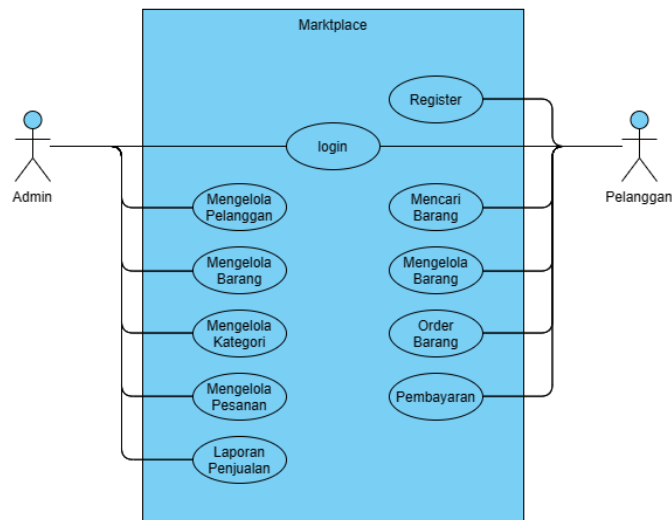 Marktplace
Register
login
Admin
Pelanggan
Mengelola
Pelanggan
Mencari
Barang
Mengelola
Barang
Mengelola
Barang
Mengelola
Kategori
Order
Barang
Mengelola
Pesanan
Pembayaran
Laporan
Penjualan